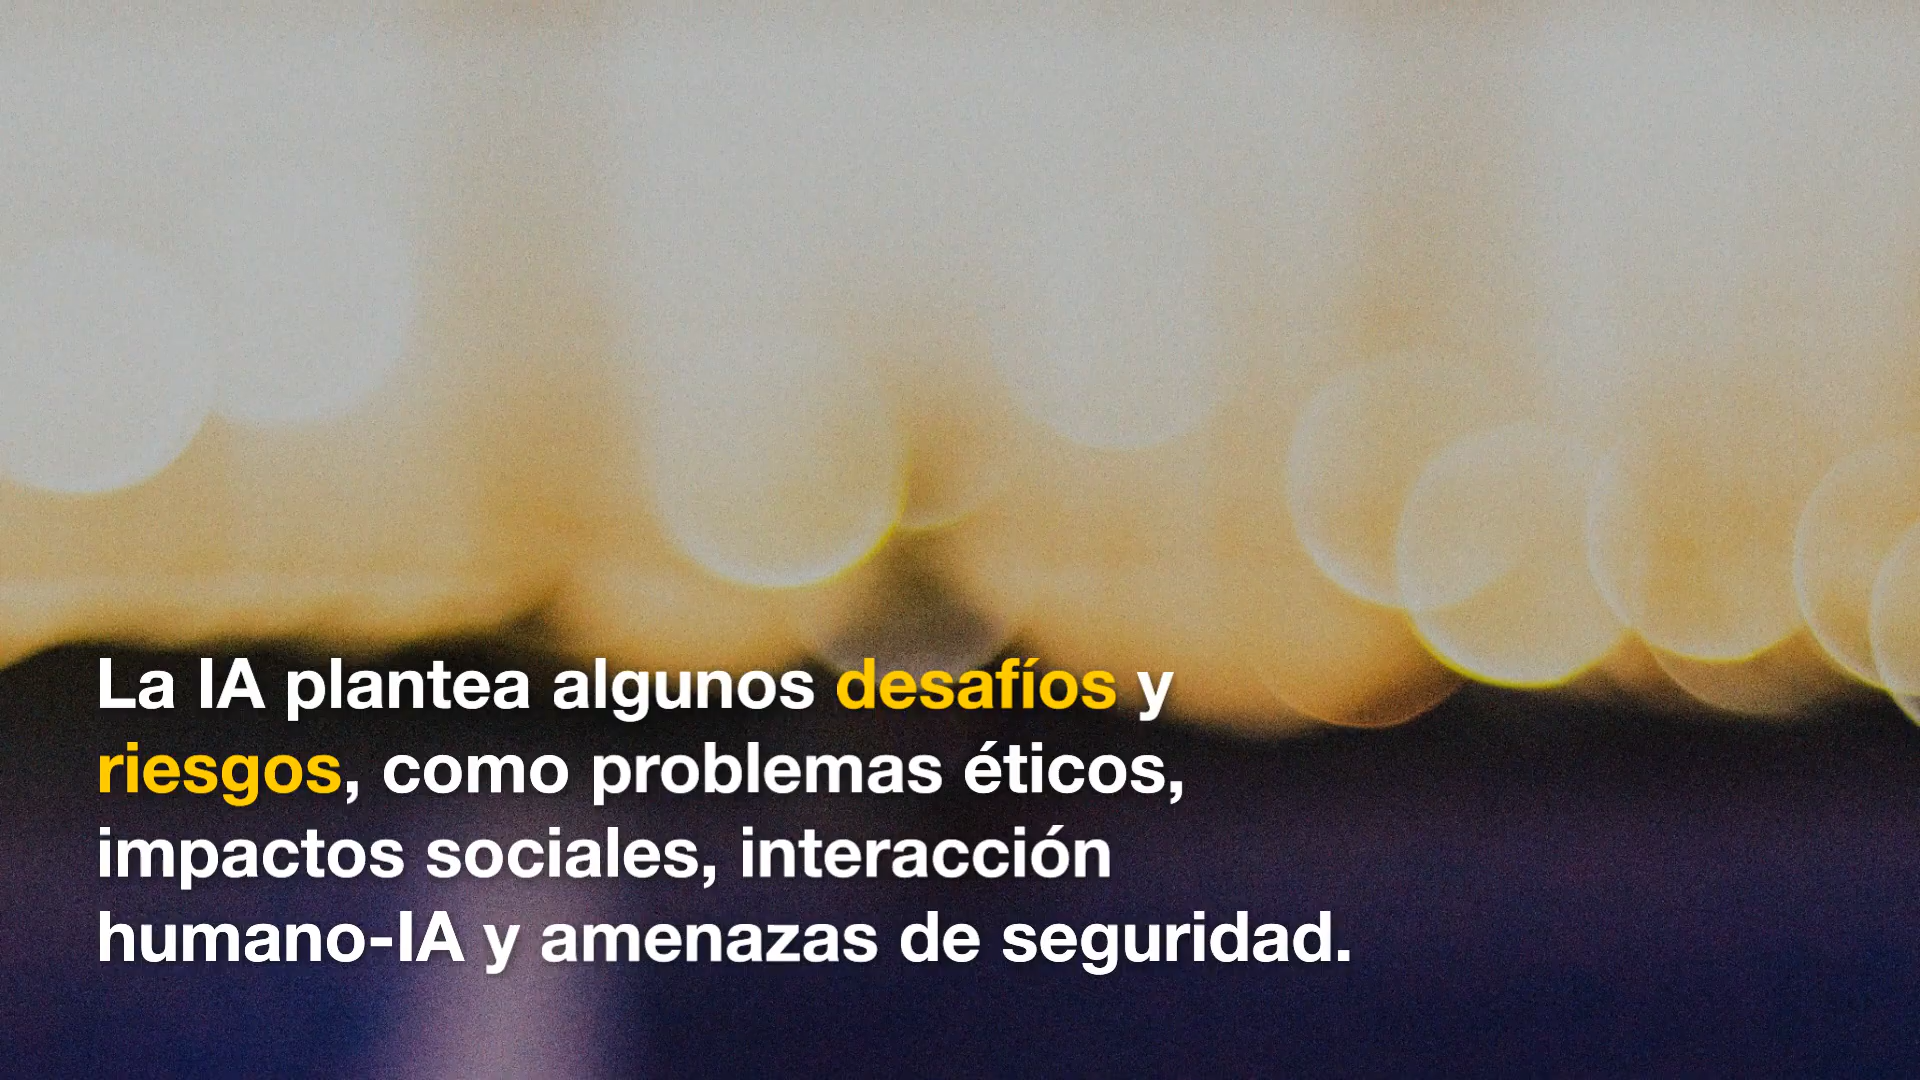 La IA plantea algunos desafíos y
riesgos, como problemas éticos,
impactos sociales, interacción
humano-IA y amenazas de seguridad.